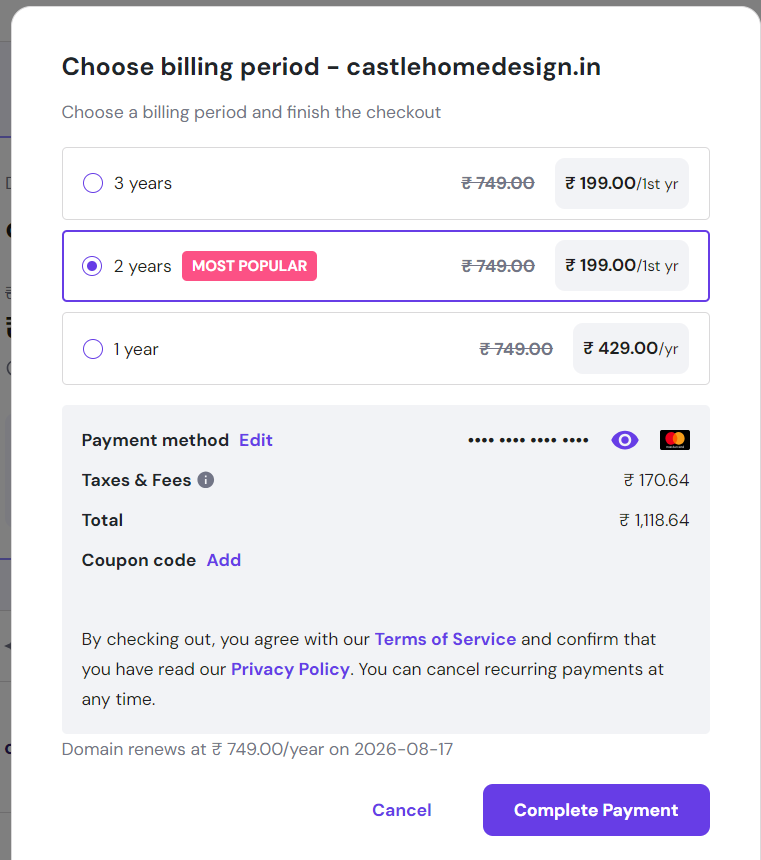 Choose billing period - castlehomedesign.in
Choose a billing period and finish the checkout
3 years ₹ 749.00 ₹ 199.00/1st yr
2 years MOST POPULAR ₹ 749.00 ₹ 199.00/1st yr
1 year ₹ 749.00 ₹ 429.00/yr
Payment method Edit •••• •••• •••• ••••
Taxes & Fees ₹ 170.64
Total ₹ 1,118.64
Coupon code Add
By checking out, you agree with our Terms of Service and confirm that
you have read our Privacy Policy. You can cancel recurring payments at
any time.
Domain renews at ₹ 749.00/year on 2026-08-17
Cancel Complete Payment